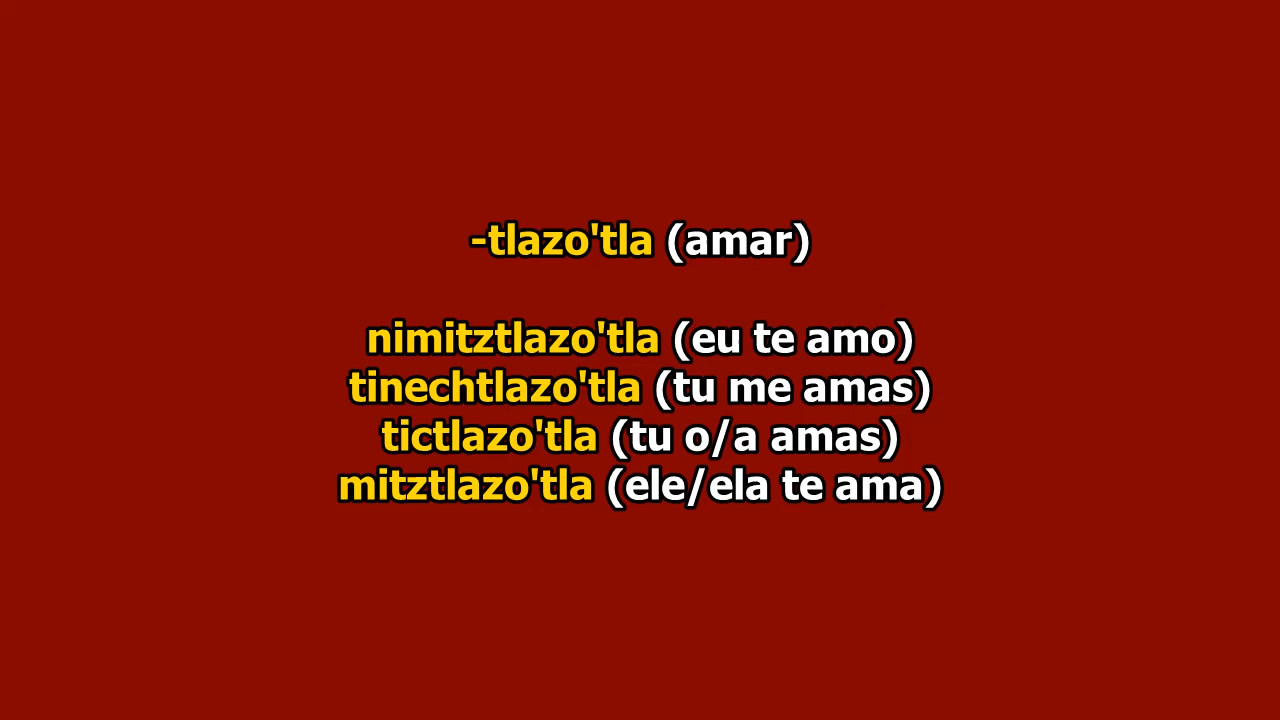 -tlazo'tla (amar)
nimitztlazo'tla (eu te amo)
tinechtlazo'tla (tu me amas)
tictlazo'tla (tu o/a amas)
mitztlazo'tla (ele/ela te ama)